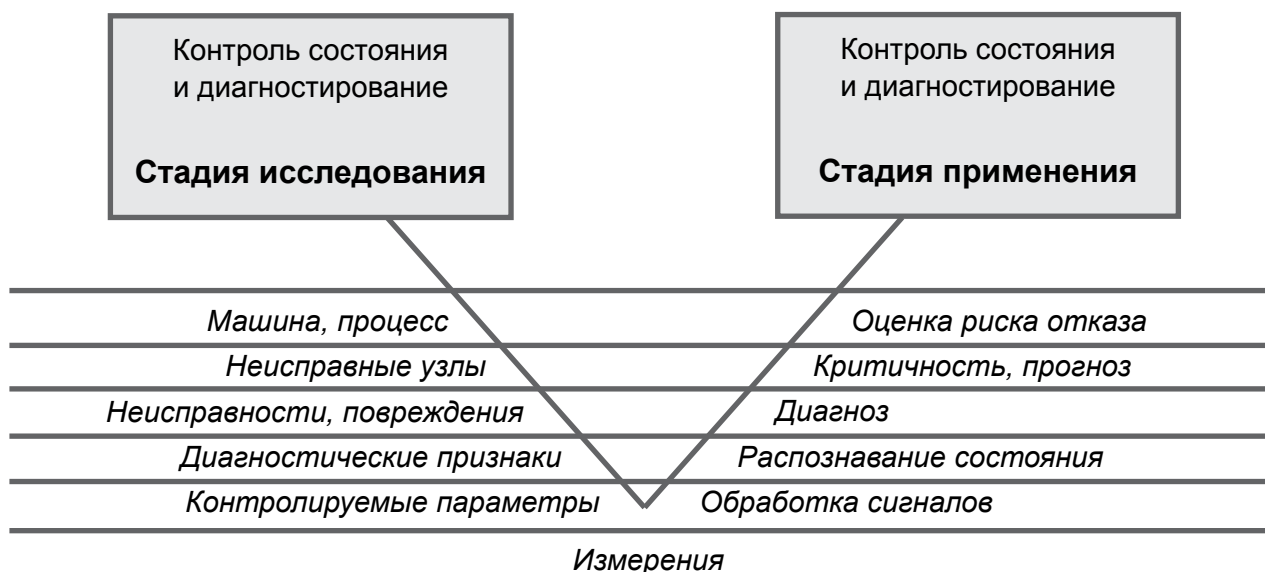 Контроль состояния
и диагностирование
Стадия исследования
Контроль состояния
и диагностирование
Стадия применения
Машина, процесс
Оценка риска отказа
Неисправные узлы
Критичность, прогноз
Неисправности, повреждения
Диагноз
Диагностические признаки
Распознавание состояния
Контролируемые параметры
Обработка сигналов
Измерения